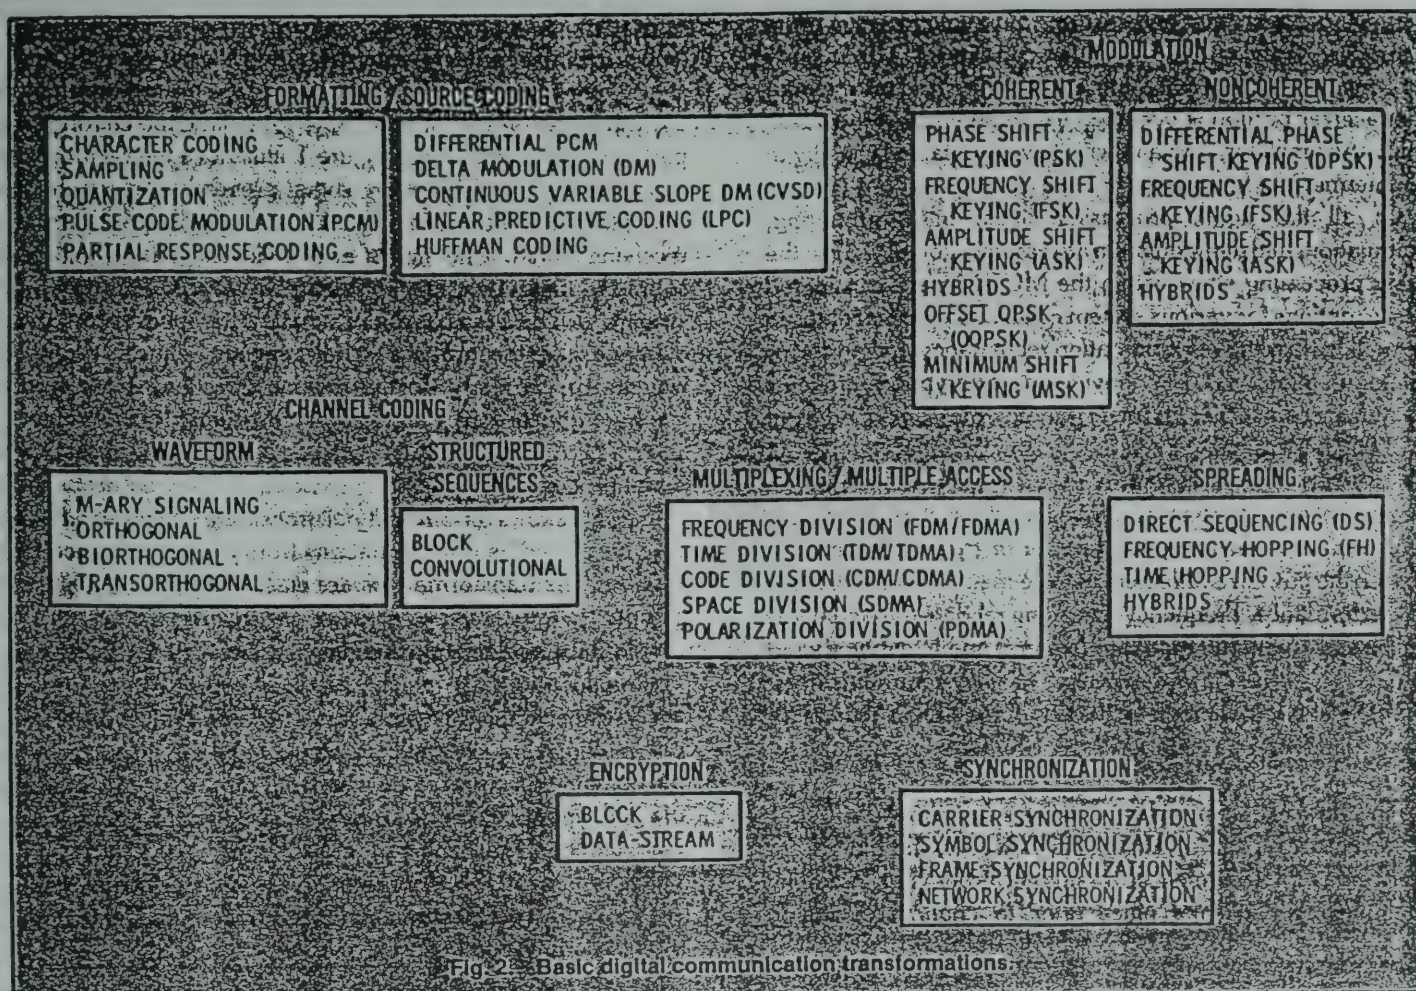 FORMATTING / SOURCE CODING
CHARACTER CODING
SAMPLING
QUANTIZATION
PULSE CODE MODULATION (PCM)
PARTIAL RESPONSE CODING
DIFFERENTIAL PCM
DELTA MODULATION (DM)
CONTINUOUS VARIABLE SLOPE DM (CVSD)
LINEAR PREDICTIVE CODING (LPC)
HUFFMAN CODING
MODULATION
COHERENT
PHASE SHIFT
KEYING (PSK)
FREQUENCY SHIFT
KEYING (FSK)
AMPLITUDE SHIFT
KEYING (ASK)
HYBRIDS
OFFSET QPSK
(OQPSK)
MINIMUM SHIFT
KEYING (MSK)
NONCOHERENT
DIFFERENTIAL PHASE
SHIFT KEYING (DPSK)
FREQUENCY SHIFT
KEYING (FSK)
AMPLITUDE SHIFT
KEYING (ASK)
HYBRIDS
CHANNEL CODING
WAVEFORM
M-ARY SIGNALING
ORTHOGONAL
BIORTHOGONAL
TRANSORTHOGONAL
STRUCTURED
SEQUENCES
BLOCK
CONVOLUTIONAL
MULTIPLEXING / MULTIPLE ACCESS
FREQUENCY DIVISION (FDM/FDMA)
TIME DIVISION (TDM/TDMA)
CODE DIVISION (CDM/CDMA)
SPACE DIVISION (SDMA)
POLARIZATION DIVISION (PDMA)
SPREADING
DIRECT SEQUENCING (DS)
FREQUENCY HOPPING (FH)
TIME HOPPING
HYBRIDS
ENCRYPTION
BLOCK
DATA-STREAM
SYNCHRONIZATION
CARRIER SYNCHRONIZATION
SYMBOL SYNCHRONIZATION
FRAME SYNCHRONIZATION
NETWORK SYNCHRONIZATION
Fig. 2. Basic digital communication transformations.